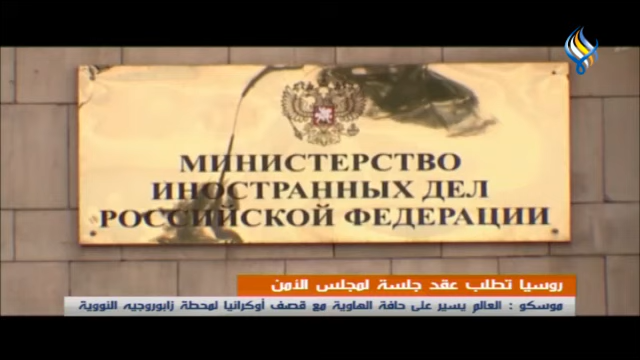 МИНИСТЕРСТВО
ИНОСТРАННЫХ ДЕЛ
РОССИЙСКОЙ ФЕДЕРАЦИИ
روسيا تطلب عقد جلسة لمجلس الأمن
موسكو : العالم يسير على حافة الهاوية مع قصف أوكرانيا لمحطة زابوروجيه النووية